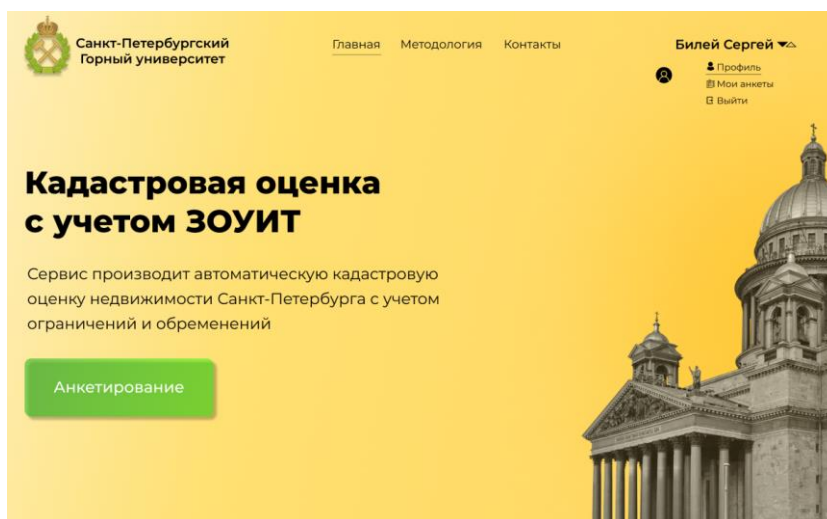 Санкт-Петербургский
Горный университет
Главная Методология Контакты
Билей Сергей
Профиль
Мои анкеты
Выйти
Кадастровая оценка
с учетом ЗОУИТ
Сервис производит автоматическую кадастровую
оценку недвижимости Санкт-Петербурга с учетом
ограничений и обременений
Анкетирование